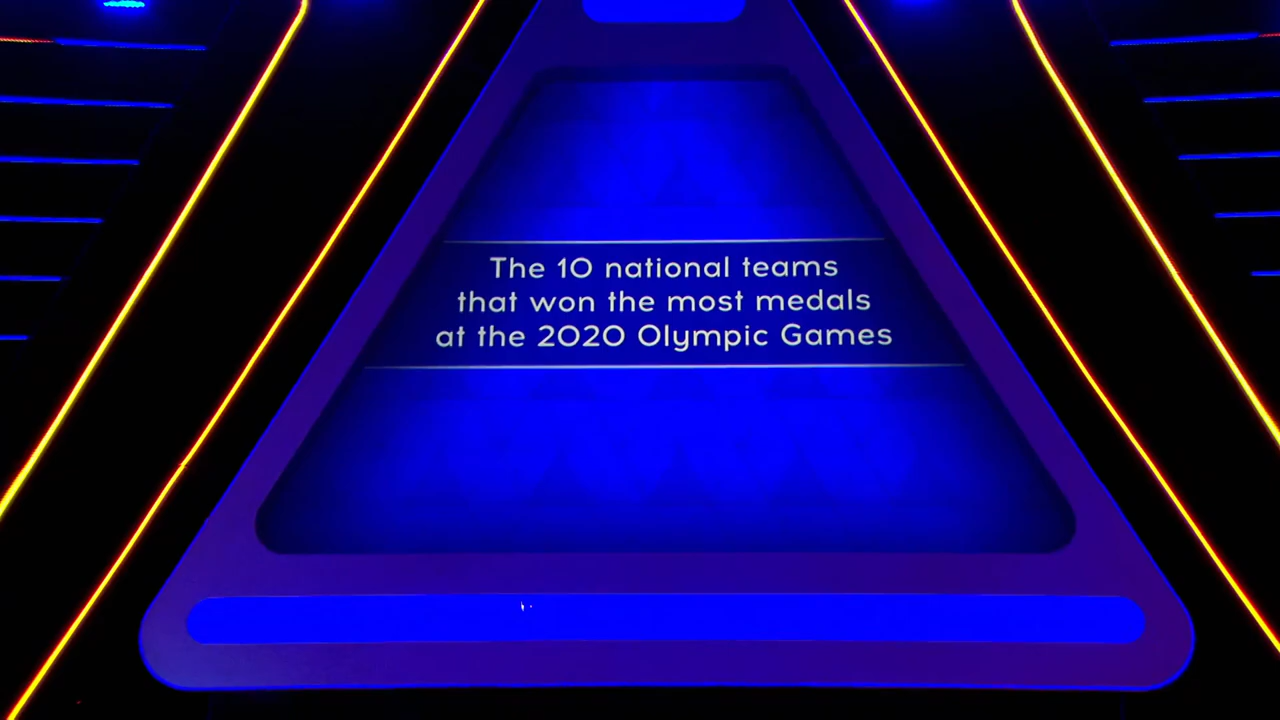 The 10 national teams
that won the most medals
at the 2020 Olympic Games